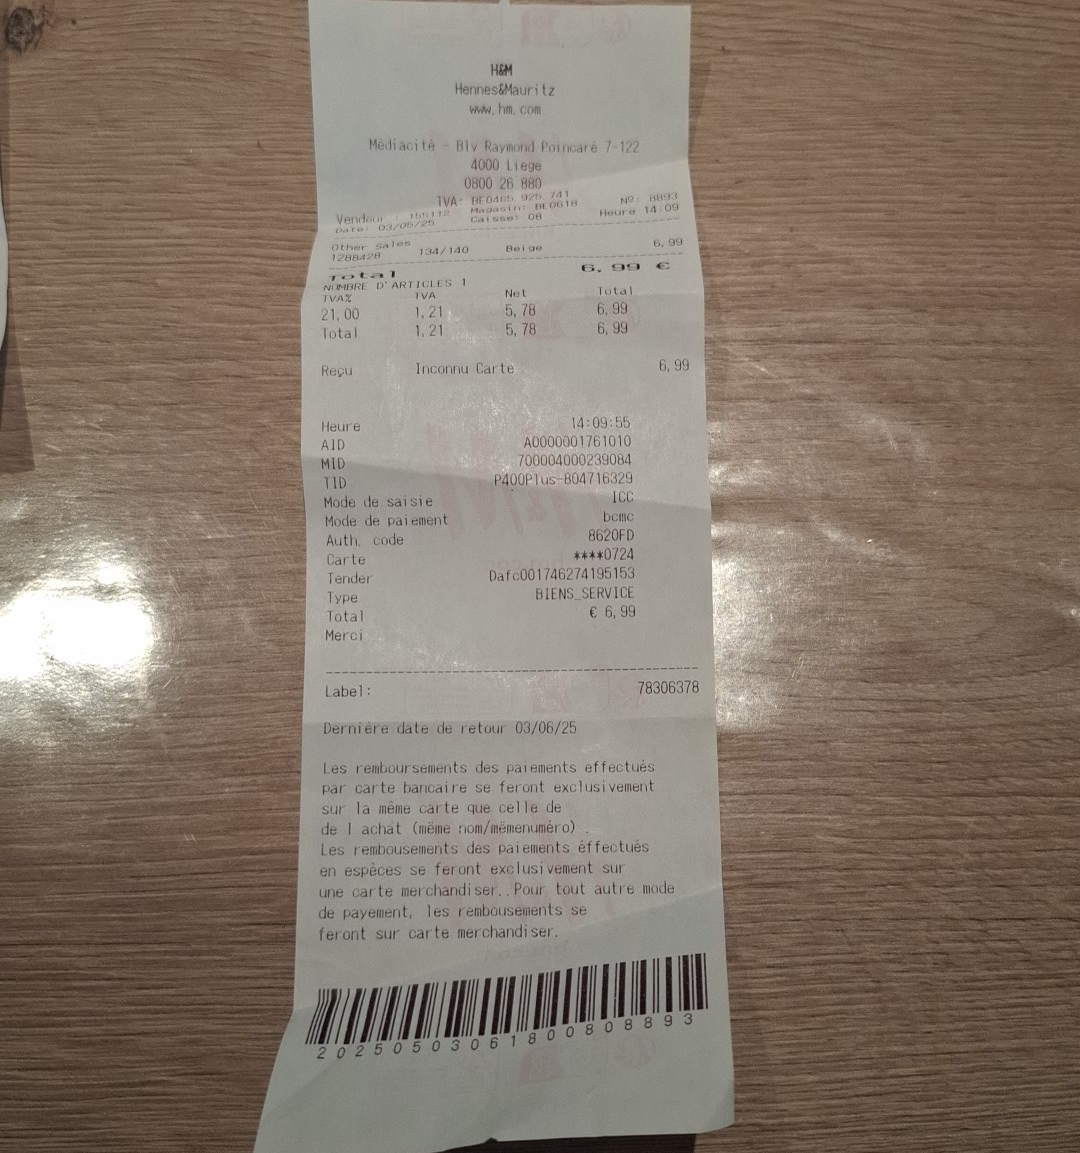 H&M
Hennes&Mauritz
www.hm.com
Médiacité - Blv Raymond Poincaré 7-122
4000 Liege
0800 26 880
TVA: BE0465.925.741
Vendeur : 155112 Magasin: BE0618 N°: 8893
Date: 03/05/25 Caisse: 08 Heure 14:09
Other sales 6,99
1288428 134/140 Beige
Total 6,99 €
NOMBRE D'ARTICLES 1
TVA% TVA Net Total
21,00 1,21 5,78 6,99
Total 1,21 5,78 6,99
Reçu Inconnu Carte 6,99
Heure 14:09:55
AID A0000001761010
MID 700004000239084
TID P400Plus-804716329
Mode de saisie ICC
Mode de paiement bcmc
Auth. code 8620FD
Carte ****0724
Tender Dafc001746274195153
Type BIENS_SERVICE
Total € 6,99
Merci
Label: 78306378
Dernière date de retour 03/06/25
Les remboursements des paiements effectués
par carte bancaire se feront exclusivement
sur la même carte que celle de
de l achat (même nom/mêmenuméro) .
Les rembousements des paiements éffectués
en espèces se feront exclusivement sur
une carte merchandiser..Pour tout autre mode
de payement, les rembousements se
feront sur carte merchandiser.
20250503061800808893